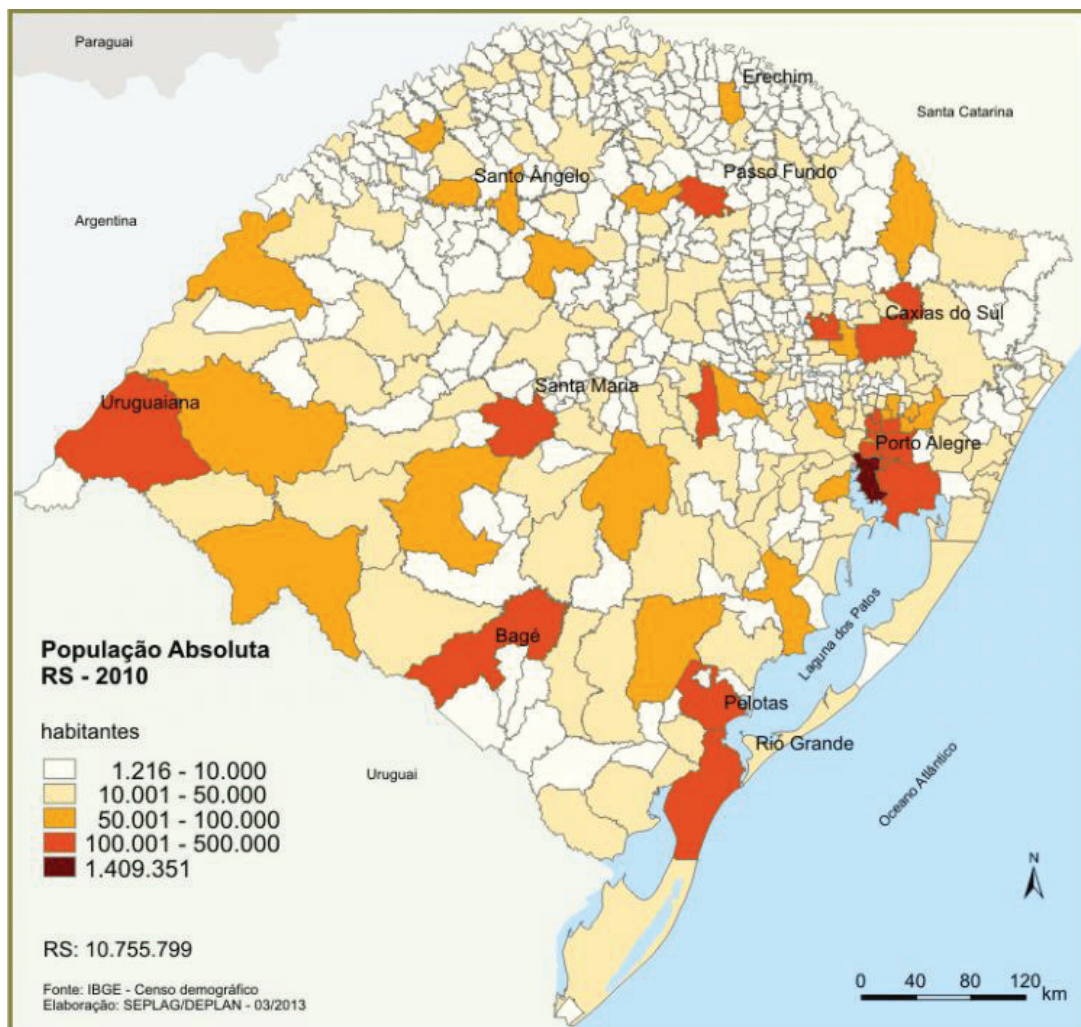 Paraguai
Erechim
Santa Catarina
Passo Fundo
Santo Ângelo
Argentina
Caxias do Sul
Santa Maria
Uruguaiana
Porto Alegre
Laguna dos Patos
Bagé
Pelotas
Rio Grande
Oceano Atlântico
Uruguai
População Absoluta
RS - 2010
habitantes
1.216 - 10.000
10.001 - 50.000
50.001 - 100.000
100.001 - 500.000
1.409.351
RS: 10.755.799
Fonte: IBGE - Censo demográfico
Elaboração: SEPLAG/DEPLAN - 03/2013
N
0 40 80 120
km